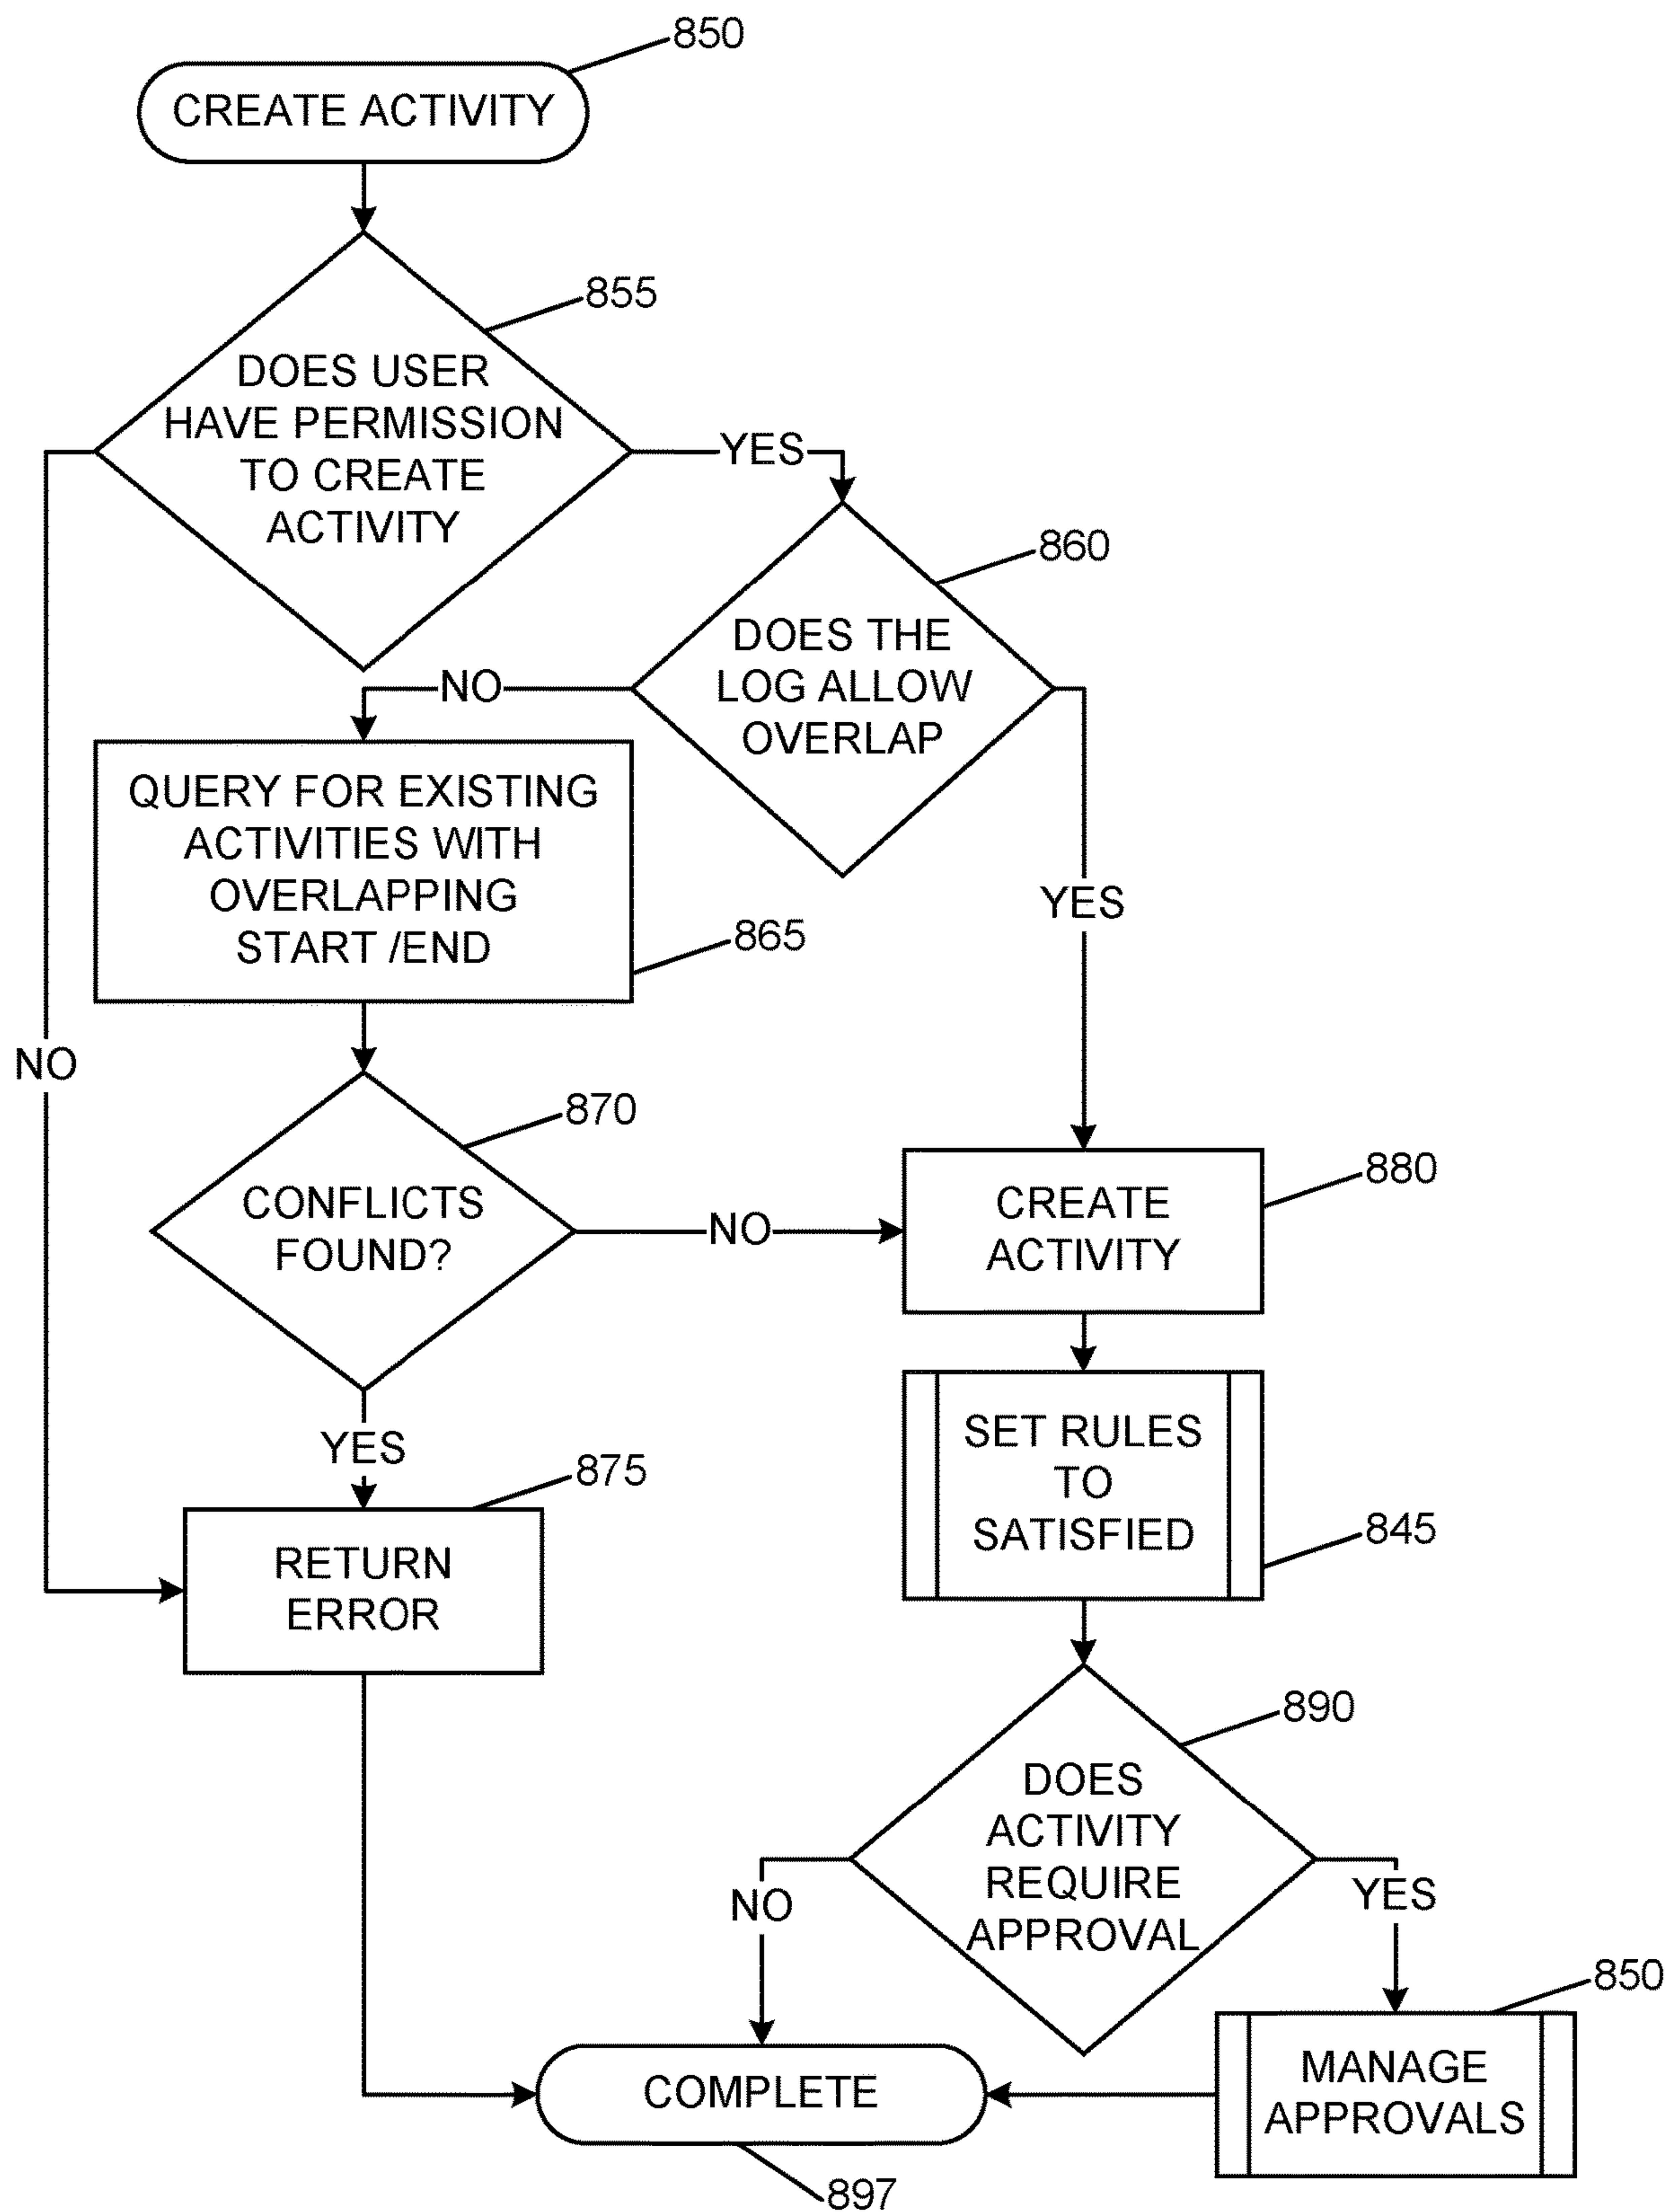 850
CREATE ACTIVITY
855
DOES USER
HAVE PERMISSION
TO CREATE
ACTIVITY
YES
860
DOES THE
LOG ALLOW
OVERLAP
NO
QUERY FOR EXISTING
ACTIVITIES WITH
OVERLAPPING
START /END
865
YES
NO
870
CONFLICTS
FOUND?
NO
880
CREATE
ACTIVITY
YES
875
RETURN
ERROR
SET RULES
TO
SATISFIED
845
890
DOES
ACTIVITY
REQUIRE
APPROVAL
NO
YES
850
MANAGE
APPROVALS
COMPLETE
897